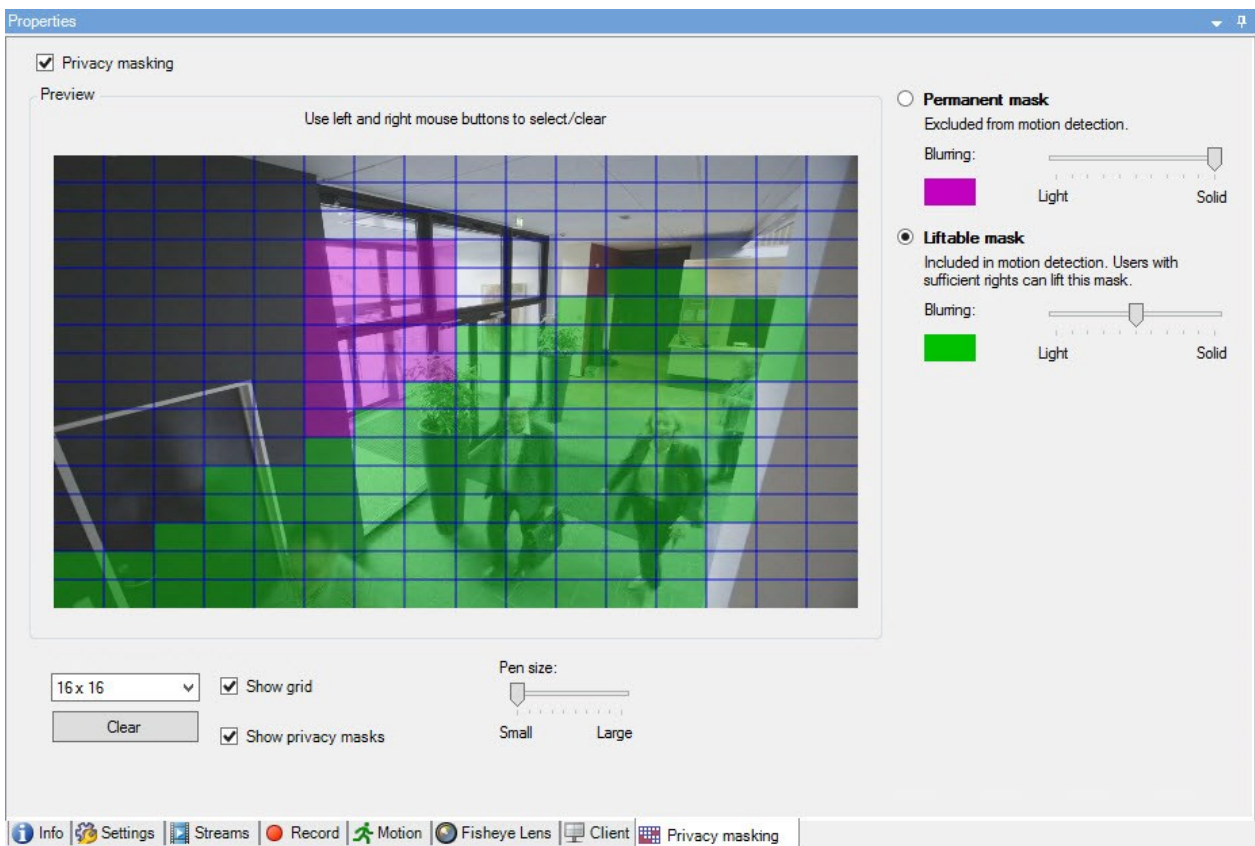 Properties
Privacy masking
Preview
Use left and right mouse buttons to select/clear
Permanent mask
Excluded from motion detection.
Blurring:
Light Solid
Liftable mask
Included in motion detection. Users with
sufficient rights can lift this mask.
Blurring:
Light Solid
16 x 16
Show grid
Clear
Show privacy masks
Pen size:
Small Large
Info Settings Streams Record Motion Fisheye Lens Client Privacy masking